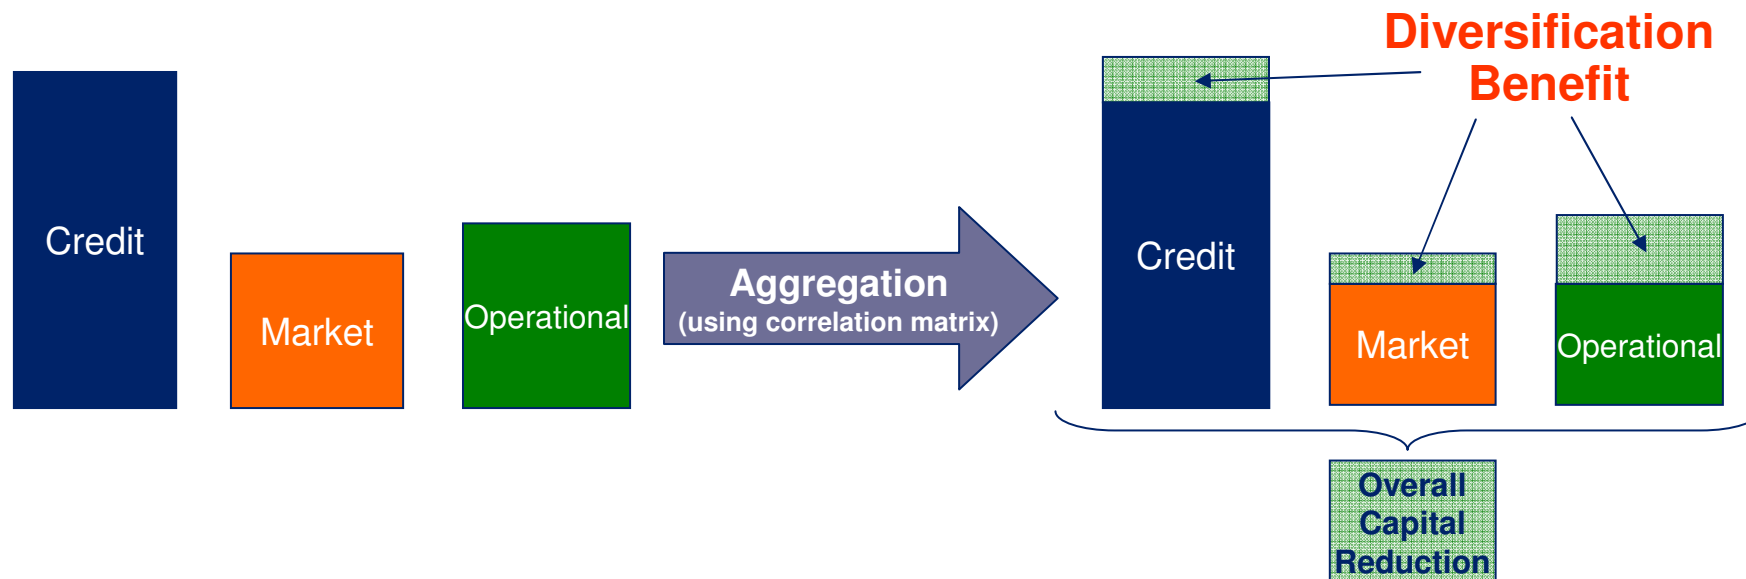 Diversification
Benefit
Credit
Market
Operational
Aggregation
(using correlation matrix)
Credit
Market
Operational
Overall
Capital
Reduction